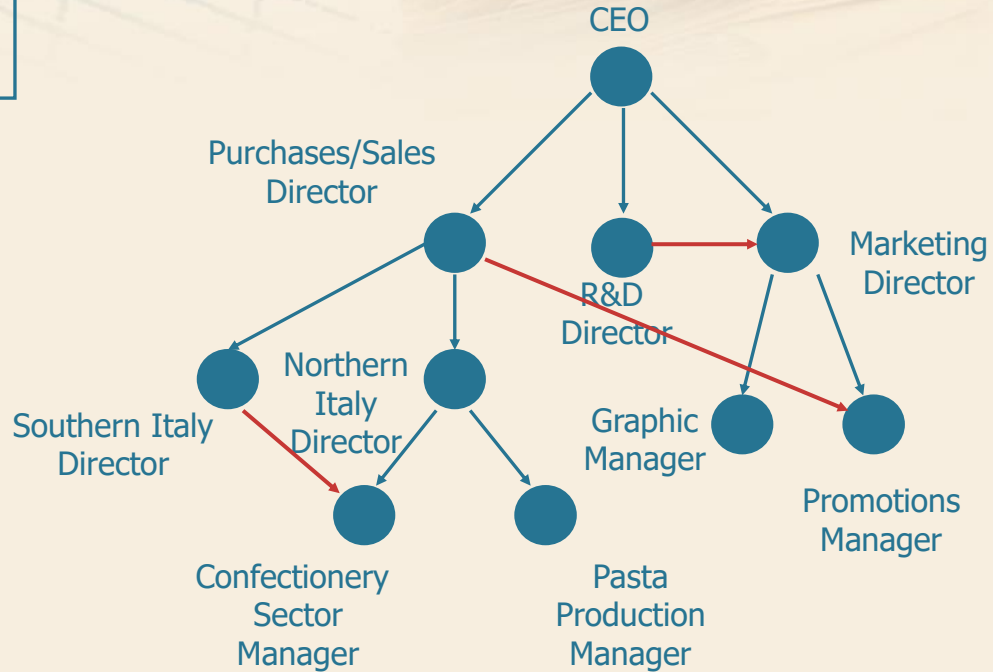 CEO
Purchases/Sales
Director
Marketing
Director
R&D
Director
Northern
Italy
Director
Southern Italy
Director
Graphic
Manager
Promotions
Manager
Confectionery
Sector
Manager
Pasta
Production
Manager